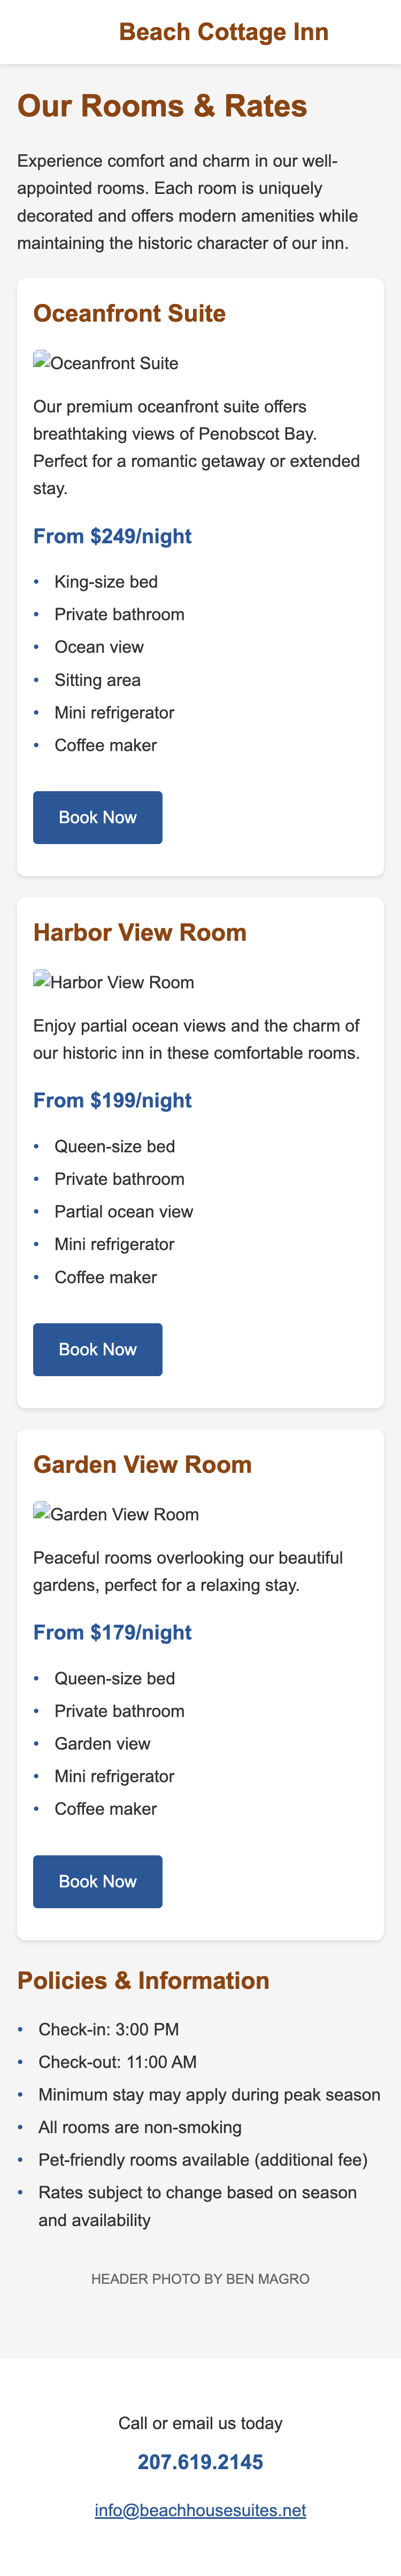 Beach Cottage Inn
Our Rooms & Rates
Experience comfort and charm in our well-
appointed rooms. Each room is uniquely
decorated and offers modern amenities while
maintaining the historic character of our inn.
Oceanfront Suite
Oceanfront Suite
Our premium oceanfront suite offers
breathtaking views of Penobscot Bay.
Perfect for a romantic getaway or extended
stay.
From $249/night
• King-size bed
• Private bathroom
• Ocean view
• Sitting area
• Mini refrigerator
• Coffee maker
Book Now
Harbor View Room
Harbor View Room
Enjoy partial ocean views and the charm of
our historic inn in these comfortable rooms.
From $199/night
• Queen-size bed
• Private bathroom
• Partial ocean view
• Mini refrigerator
• Coffee maker
Book Now
Garden View Room
Garden View Room
Peaceful rooms overlooking our beautiful
gardens, perfect for a relaxing stay.
From $179/night
• Queen-size bed
• Private bathroom
• Garden view
• Mini refrigerator
• Coffee maker
Book Now
Policies & Information
• Check-in: 3:00 PM
• Check-out: 11:00 AM
• Minimum stay may apply during peak season
• All rooms are non-smoking
• Pet-friendly rooms available (additional fee)
• Rates subject to change based on season
and availability
HEADER PHOTO BY BEN MAGRO
Call or email us today
207.619.2145
info@beachhousesuites.net